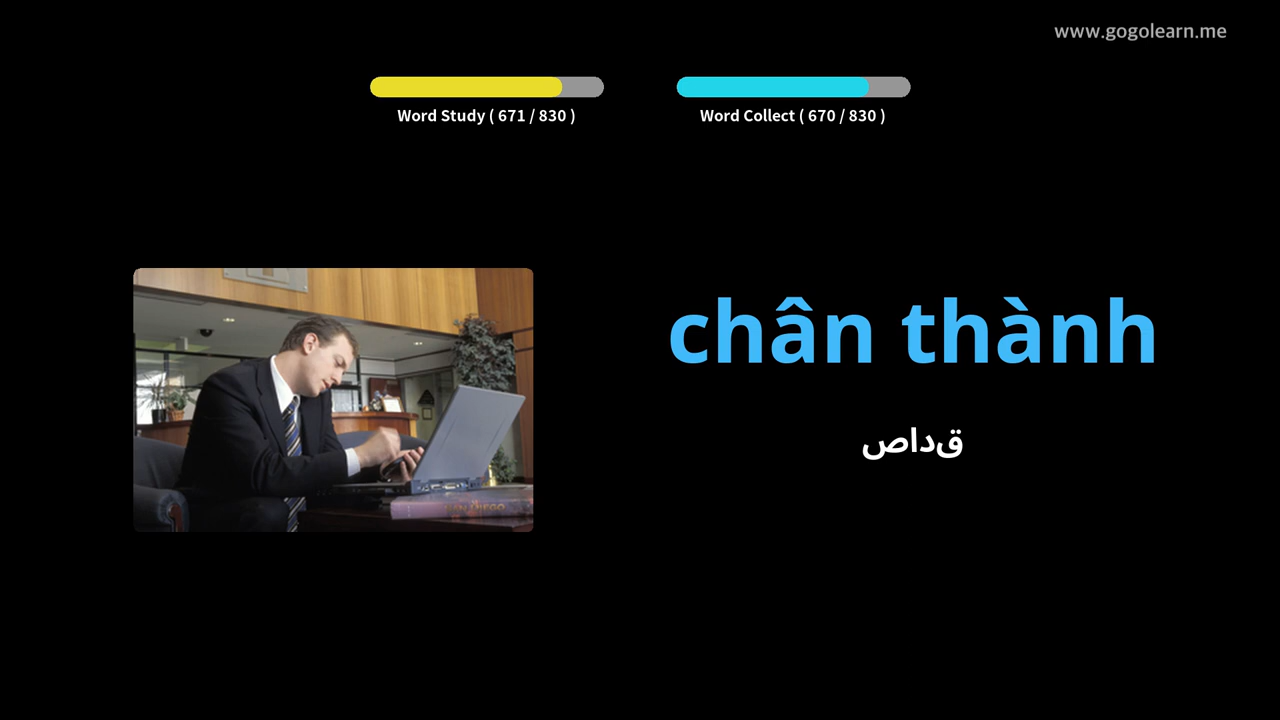 www.gogolearn.me
Word Study ( 671 / 830 )
Word Collect ( 670 / 830 )
chân thành
قداص